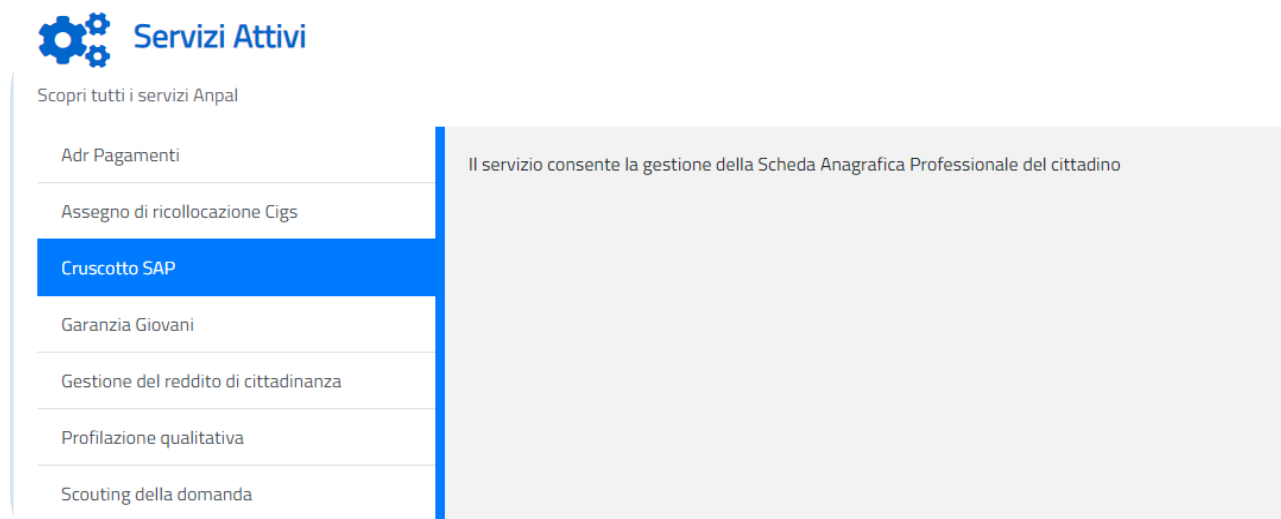 Servizi Attivi
Scopri tutti i servizi Anpal
Adr Pagamenti
Il servizio consente la gestione della Scheda Anagrafica Professionale del cittadino
Assegno di ricollocazione Cigs
Cruscotto SAP
Garanzia Giovani
Gestione del reddito di cittadinanza
Profilazione qualitativa
Scouting della domanda